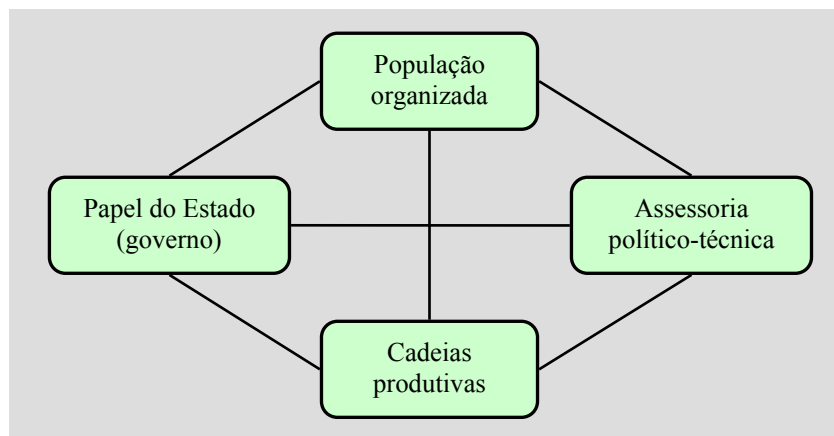 População
organizada
Papel do Estado
(governo)
Assessoria
político-técnica
Cadeias
produtivas